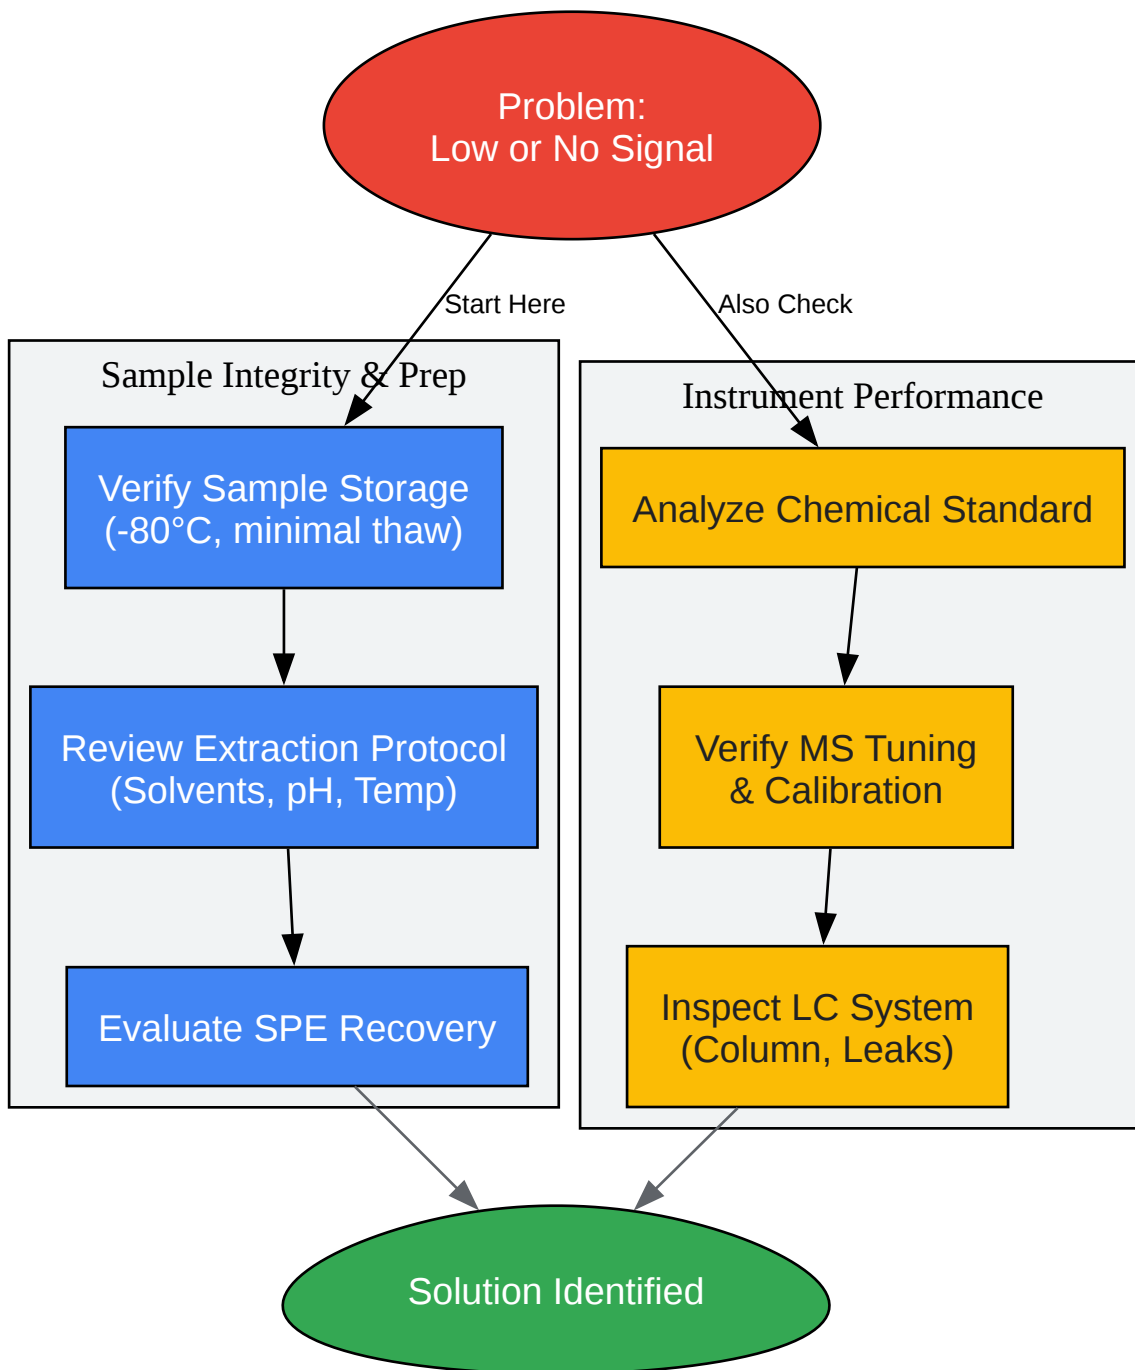 Problem:
Low or No Signal
Start Here
Also Check
Sample Integrity & Prep
Verify Sample Storage
(-80°C, minimal thaw)
Review Extraction Protocol
(Solvents, pH, Temp)
Evaluate SPE Recovery
Instrument Performance
Analyze Chemical Standard
Verify MS Tuning
& Calibration
Inspect LC System
(Column, Leaks)
Solution Identified